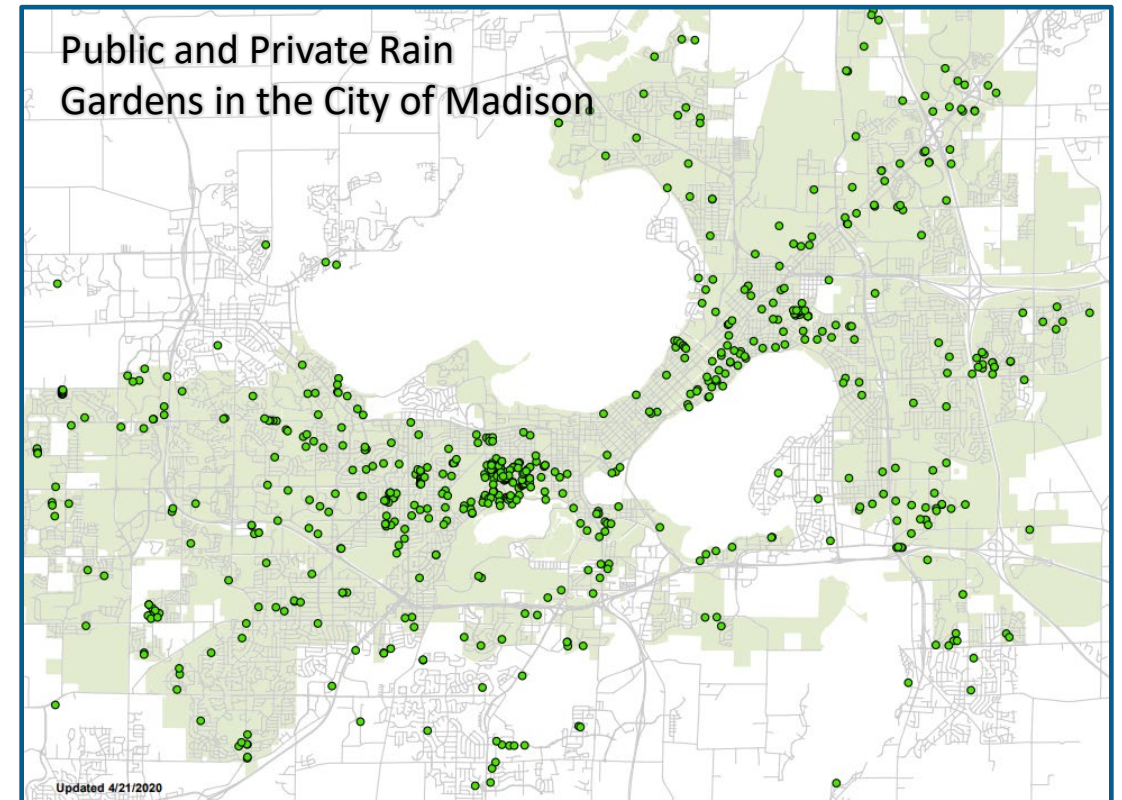 Public and Private Rain
Gardens in the City of Madison
Updated 4/21/2020